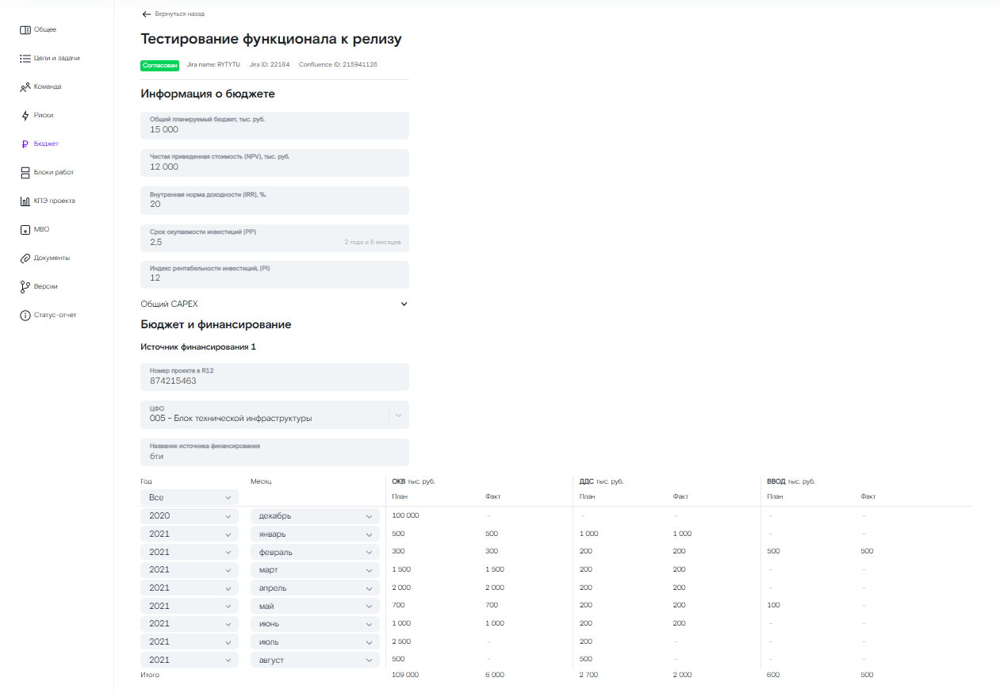 Вернуться назад
Общее
Цели и задачи
Команда
Риски
Бюджет
Блоки работ
КПЭ проекта
МВО
Документы
Версии
Статус-отчет
Тестирование функционала к релизу
Согласован Jira name: RYTYTU Jira ID: 22184 Confluence ID: 215941126
Информация о бюджете
Общий планируемый бюджет, тыс. руб.
15 000
Чистая приведенная стоимость (NPV), тыс. руб.
12 000
Внутренняя норма доходности (IRR), %.
20
Срок окупаемости инвестиций (PP)
2,5 2 года и 6 месяцев
Индекс рентабельности инвестиций, (PI)
12
Общий CAPEX
Бюджет и финансирование
Источник финансирования 1
Номер проекта в R12
874215463
ЦФО
005 - Блок технической инфраструктуры
Название источника финансирования
бти
Год Месяц ОКВ тыс. руб. ДДС тыс. руб. ВВОД тыс. руб.
Все План Факт План Факт План Факт
2020 декабрь 100 000 - - - - -
2021 январь 500 500 1 000 1 000 - -
2021 февраль 300 300 200 200 500 500
2021 март 1 500 1 500 200 200 - -
2021 апрель 2 000 2 000 200 200 - -
2021 май 700 700 200 200 100 -
2021 июнь 1 000 1 000 200 200 - -
2021 июль 2 500 - 200 - - -
2021 август 500 - 500 - - -
Итого 109 000 6 000 2 700 2 000 600 500